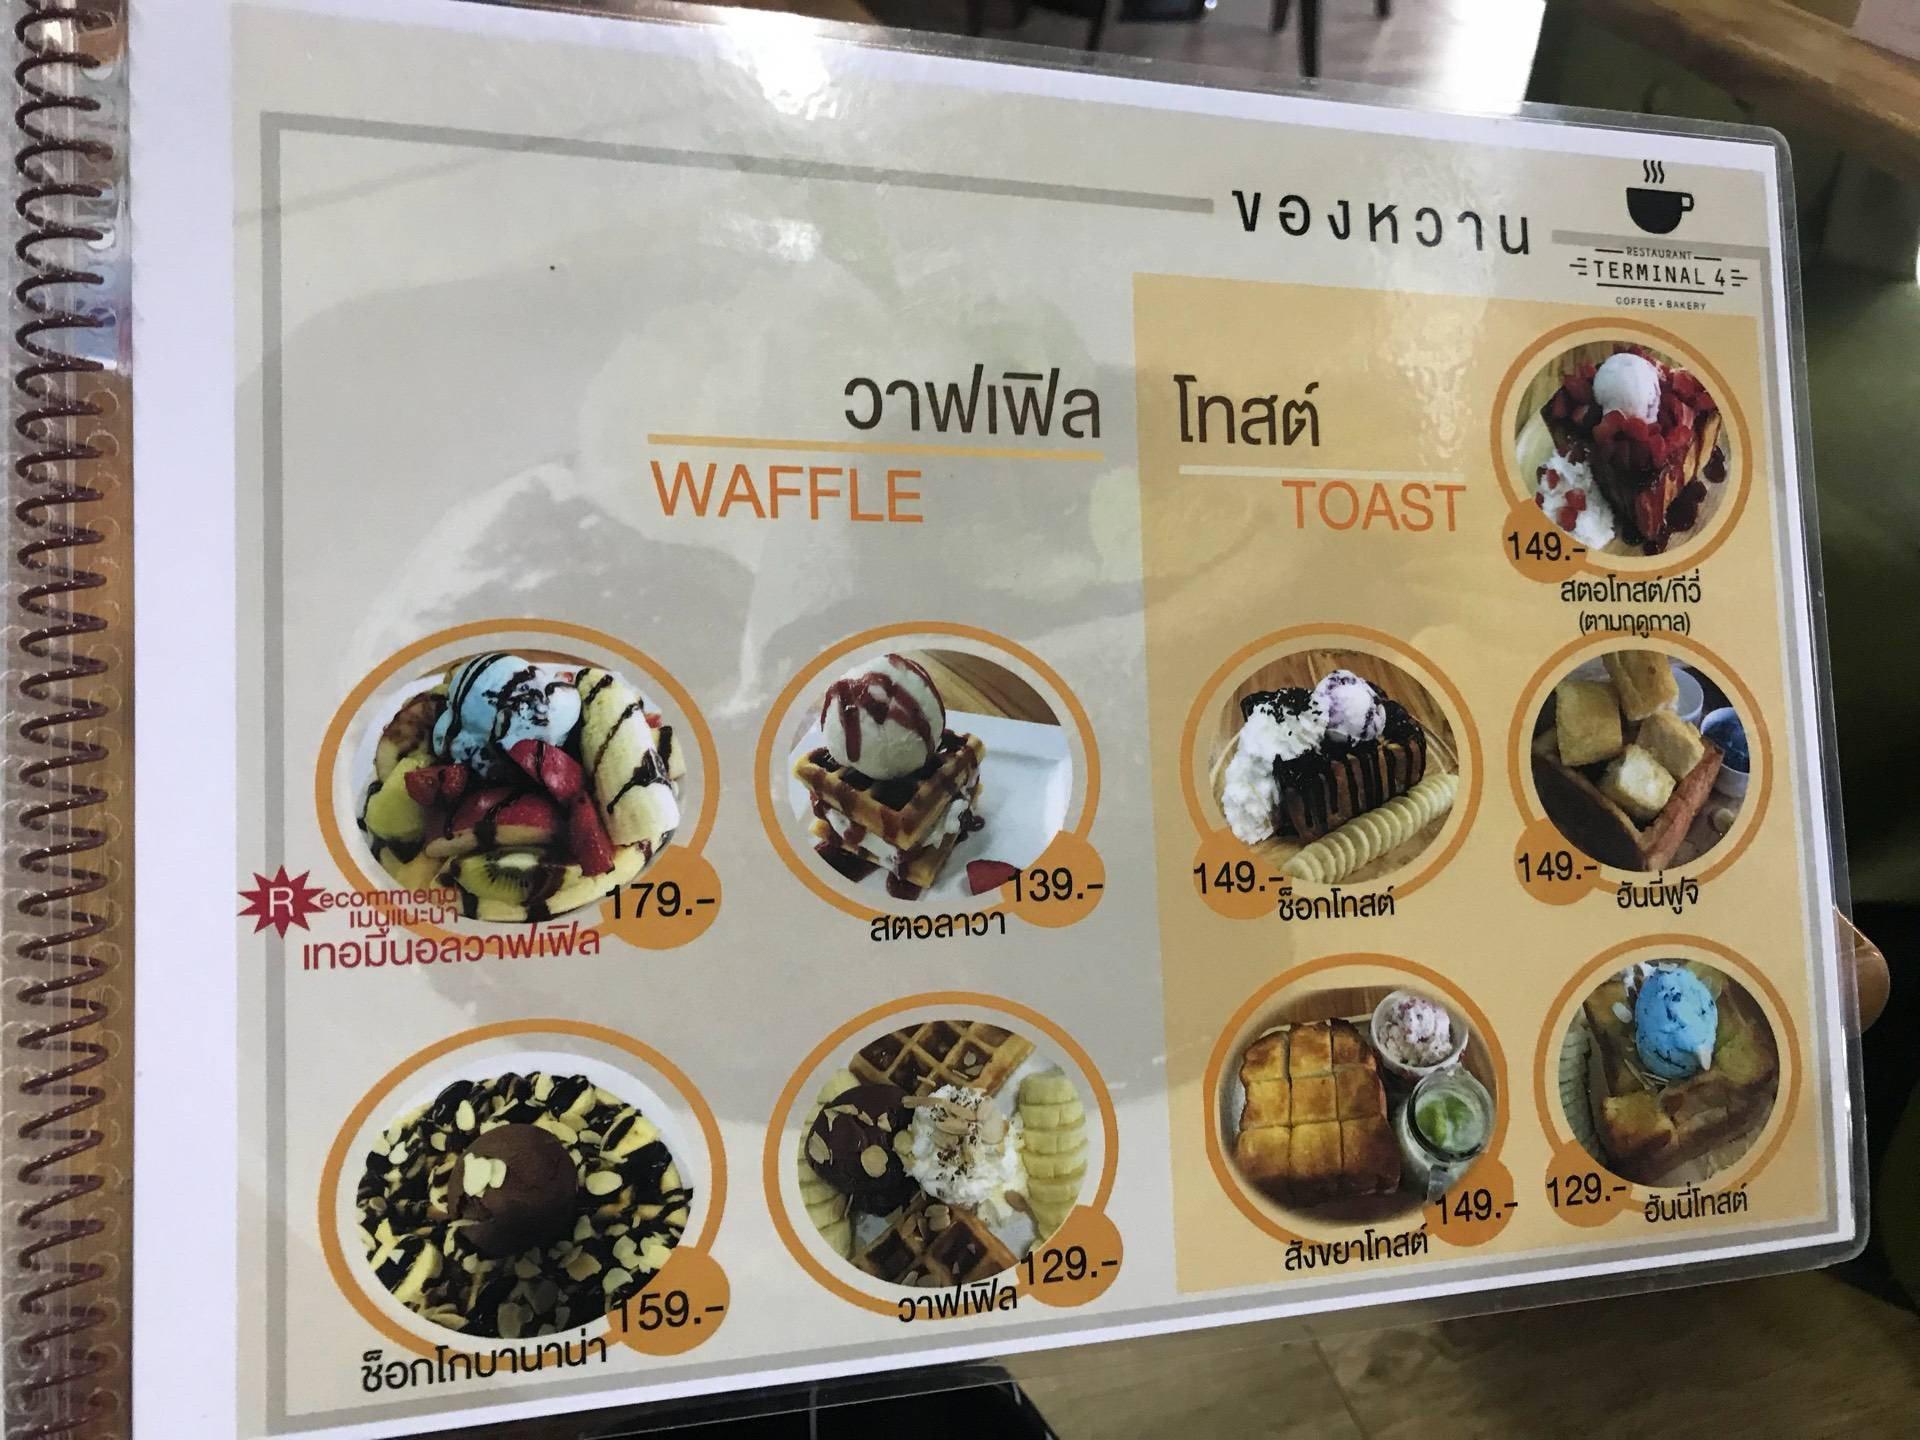 ของหวาน
RESTAURANT
TERMINAL 4
COFFEE • BAKERY
วาฟเฟิล
WAFFLE
Recommend
เมนูแนะนำ
เทอมินอลวาฟเฟิล
179.-
สตอลาวา
139.-
ช็อกโกบานาน่า
159.-
วาฟเฟิล
129.-
โทสต์
TOAST
149.-
สตอโทสต์/กีวี่
(ตามฤดูกาล)
149.-
ช็อกโทสต์
149.-
ฮันนี่ฟูจิ
149.-
สังขยาโทสต์
129.-
ฮันนี่โทสต์